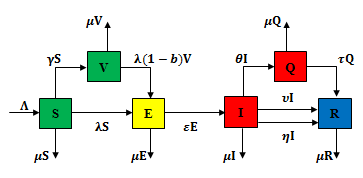 μV μQ
γS V λ(1 − b)V θI Q τQ
Λ S λS E εE I υI ηI R
μS μE μI μR